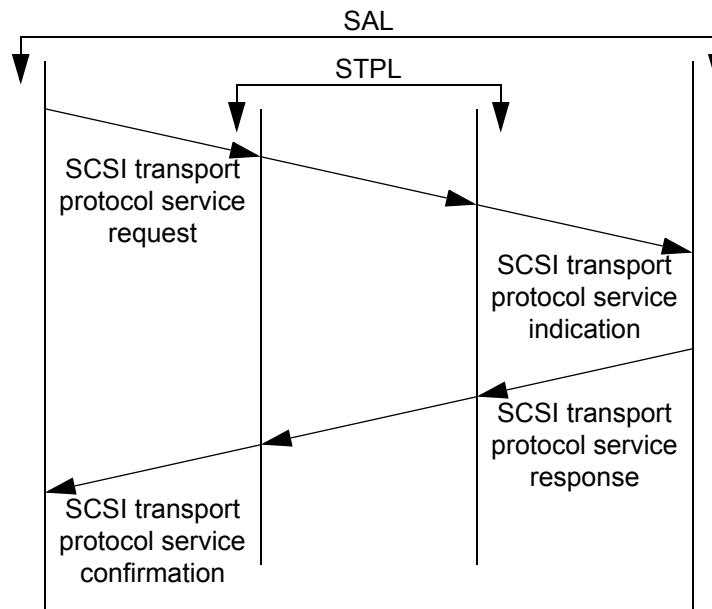 SAL
STPL
SCSI transport
protocol service
request
SCSI transport
protocol service
indication
SCSI transport
protocol service
response
SCSI transport
protocol service
confirmation